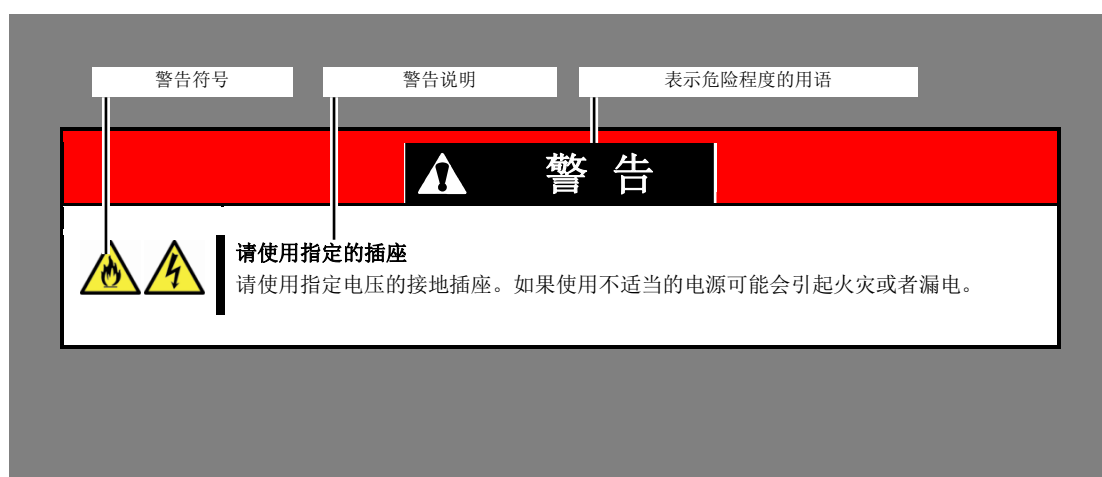 警告符号
警告说明
表示危险程度的用语
警 告
请使用指定的插座
请使用指定电压的接地插座。如果使用不适当的电源可能会引起火灾或者漏电。